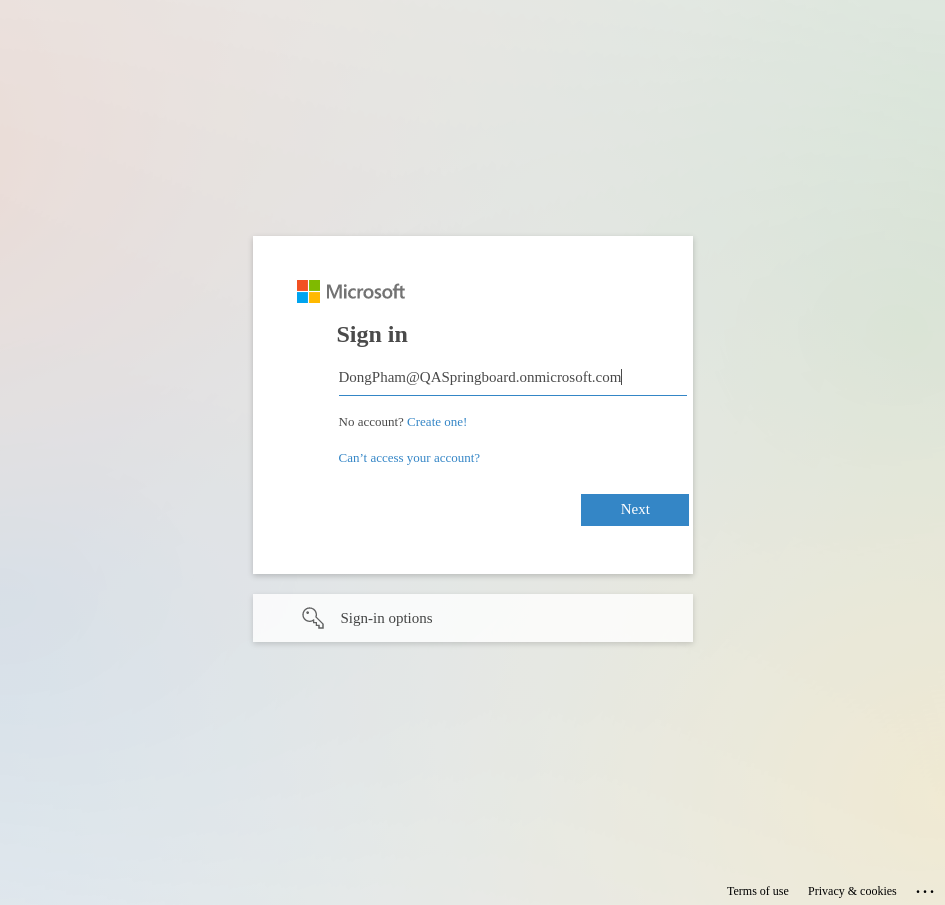 Microsoft
Sign in
DongPham@QASpringboard.onmicrosoft.com
No account? Create one!
Can’t access your account?
Next
Sign-in options
Terms of use Privacy & cookies ...